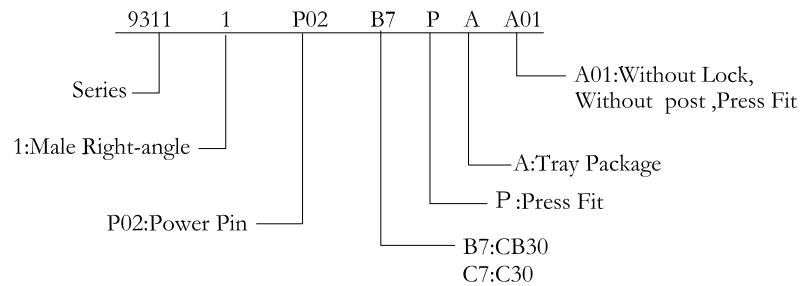 9311 1 P02 B7 P A A01
A01:Without Lock,
Without post ,Press Fit
Series
1:Male Right-angle
A:Tray Package
P :Press Fit
P02:Power Pin
B7:CB30
C7:C30